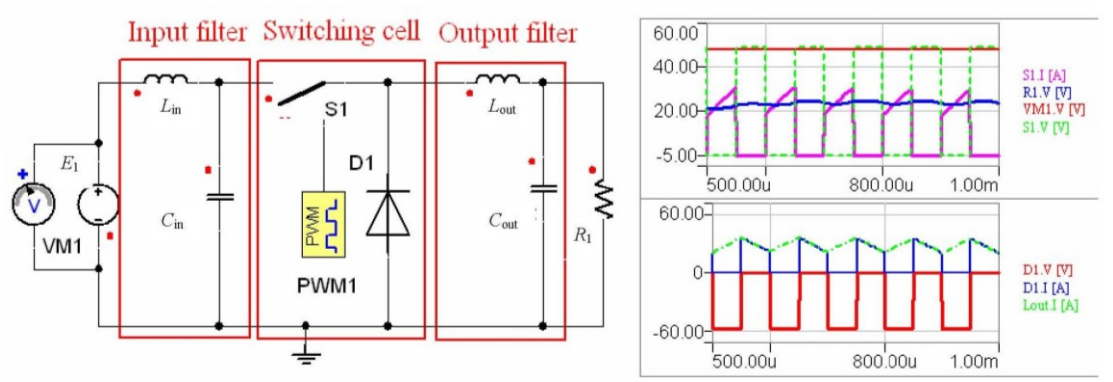 Input filter Switching cell Output filter
Lin
S1
Lout
E1
D1
V
Cin
PWM
Cout
R1
VM1
PWM1
60.00
40.00
20.00
-5.00
500.00u 800.00u 1.00m
S1.I [A]
R1.V [V]
VM1.V [V]
S1.V [V]
60.00
0
-60.00
500.00u 800.00u 1.00m
D1.V [V]
D1.I [A]
Lout.I [A]